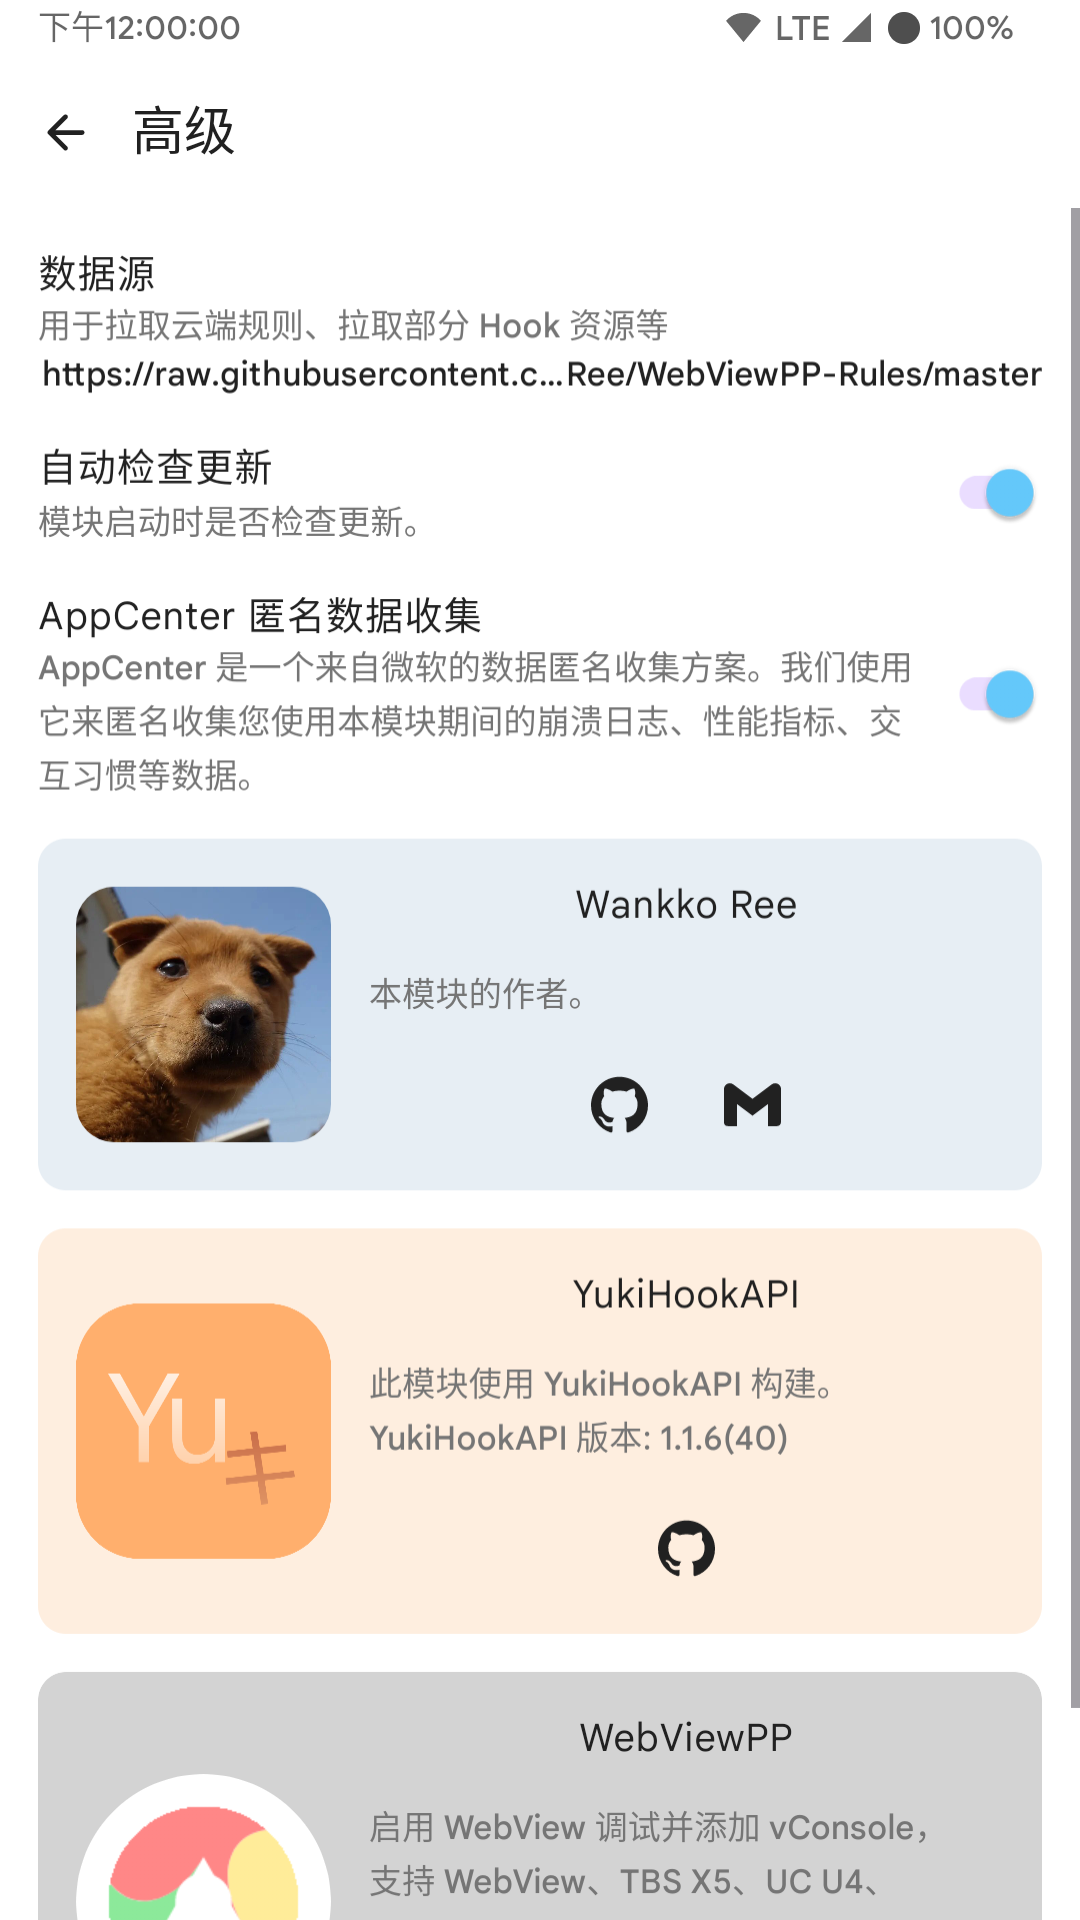 下午12:00:00 LTE 100%
高级
数据源
用于拉取云端规则、拉取部分 Hook 资源等
https://raw.githubusercontent.c...Ree/WebViewPP-Rules/master
自动检查更新
模块启动时是否检查更新。
AppCenter 匿名数据收集
AppCenter 是一个来自微软的数据匿名收集方案。我们使用
它来匿名收集您使用本模块期间的崩溃日志、性能指标、交
互习惯等数据。
Wankko Ree
本模块的作者。
YukiHookAPI
Yuキ
此模块使用 YukiHookAPI 构建。
YukiHookAPI 版本: 1.1.6(40)
WebViewPP
启用 WebView 调试并添加 vConsole，
支持 WebView、TBS X5、UC U4、